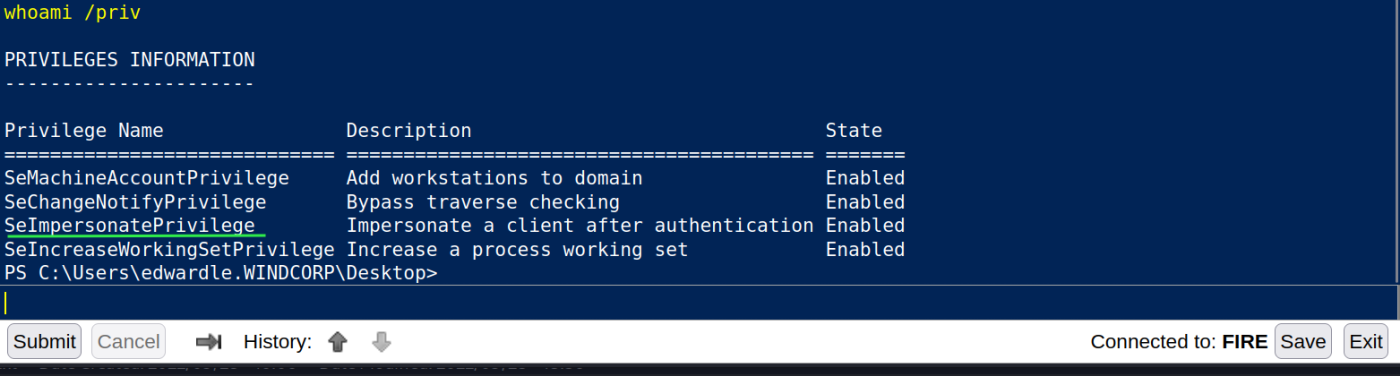 whoami /priv
PRIVILEGES INFORMATION
----------------------
Privilege Name                Description                               State
============================= ========================================= =======
SeMachineAccountPrivilege     Add workstations to domain                Enabled
SeChangeNotifyPrivilege       Bypass traverse checking                  Enabled
SeImpersonatePrivilege        Impersonate a client after authentication Enabled
SeIncreaseWorkingSetPrivilege Increase a process working set            Enabled
PS C:\Users\edwardle.WINDCORP\Desktop>
Submit Cancel History: Connected to: FIRE Save Exit